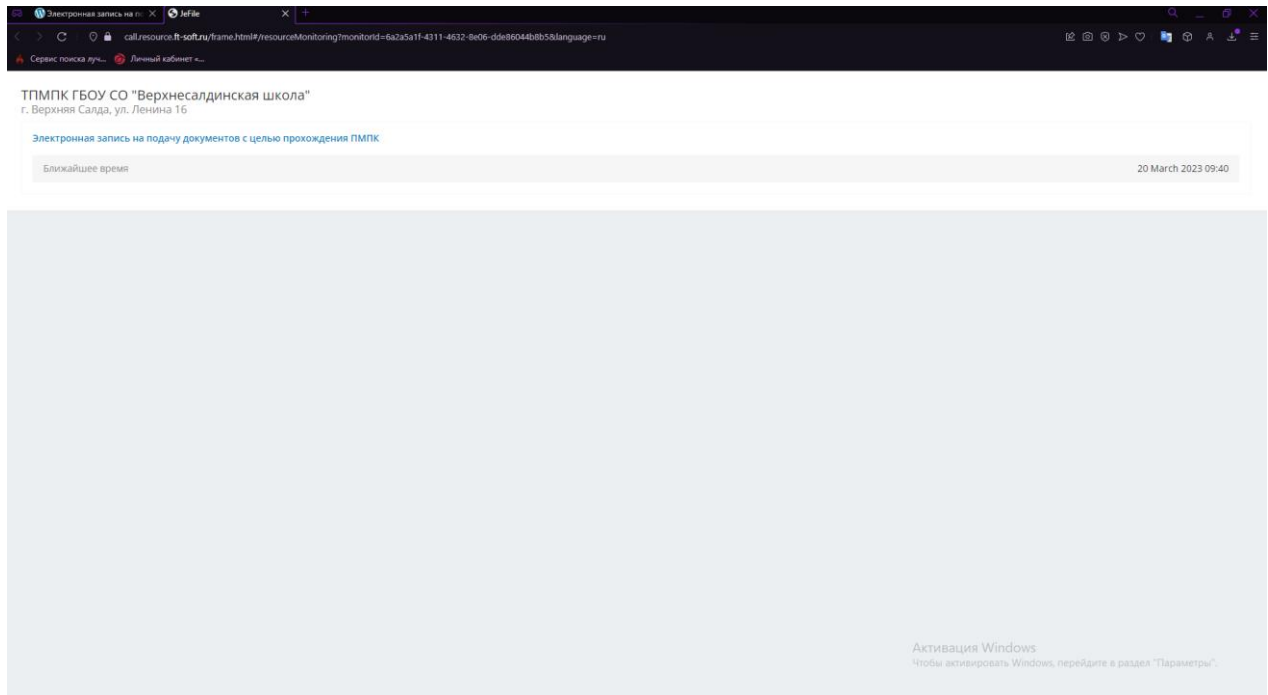 Электронная запись на п
JeFile
call.resource.ft-soft.ru/frame.html#/resourceMonitoring?monitorId=6a2a5a1f-4311-4632-8e06-dde86044b8b5&language=ru
Сервис поиска луч...
Личный кабинет «...
ТПМПК ГБОУ СО "Верхнесалдинская школа"
г. Верхняя Салда, ул. Ленина 16
Электронная запись на подачу документов с целью прохождения ПМПК
Ближайшее время 20 March 2023 09:40
Активация Windows
Чтобы активировать Windows, перейдите в раздел "Параметры".